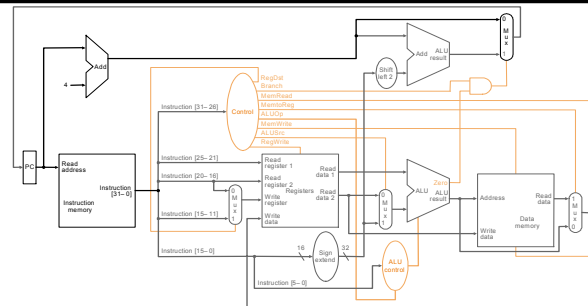 0
M
u
x
1
Add
4
Add
ALU
result
Shift
left 2
RegDst
Branch
MemRead
MemtoReg
ALUOp
MemWrite
ALUSrc
RegWrite
Control
Instruction [31–26]
PC
Read
address
Instruction
[31–0]
Instruction
memory
Instruction [25–21]
Instruction [20–16]
Instruction [15–11]
Instruction [15–0]
Instruction [5–0]
0
M
u
x
1
Read
register 1
Read
register 2
Registers
Write
register
Write
data
Read
data 1
Read
data 2
0
M
u
x
1
Zero
ALU
ALU
result
Address
Read
data
Data
memory
Write
data
1
M
u
x
0
16
Sign
extend
32
ALU
control